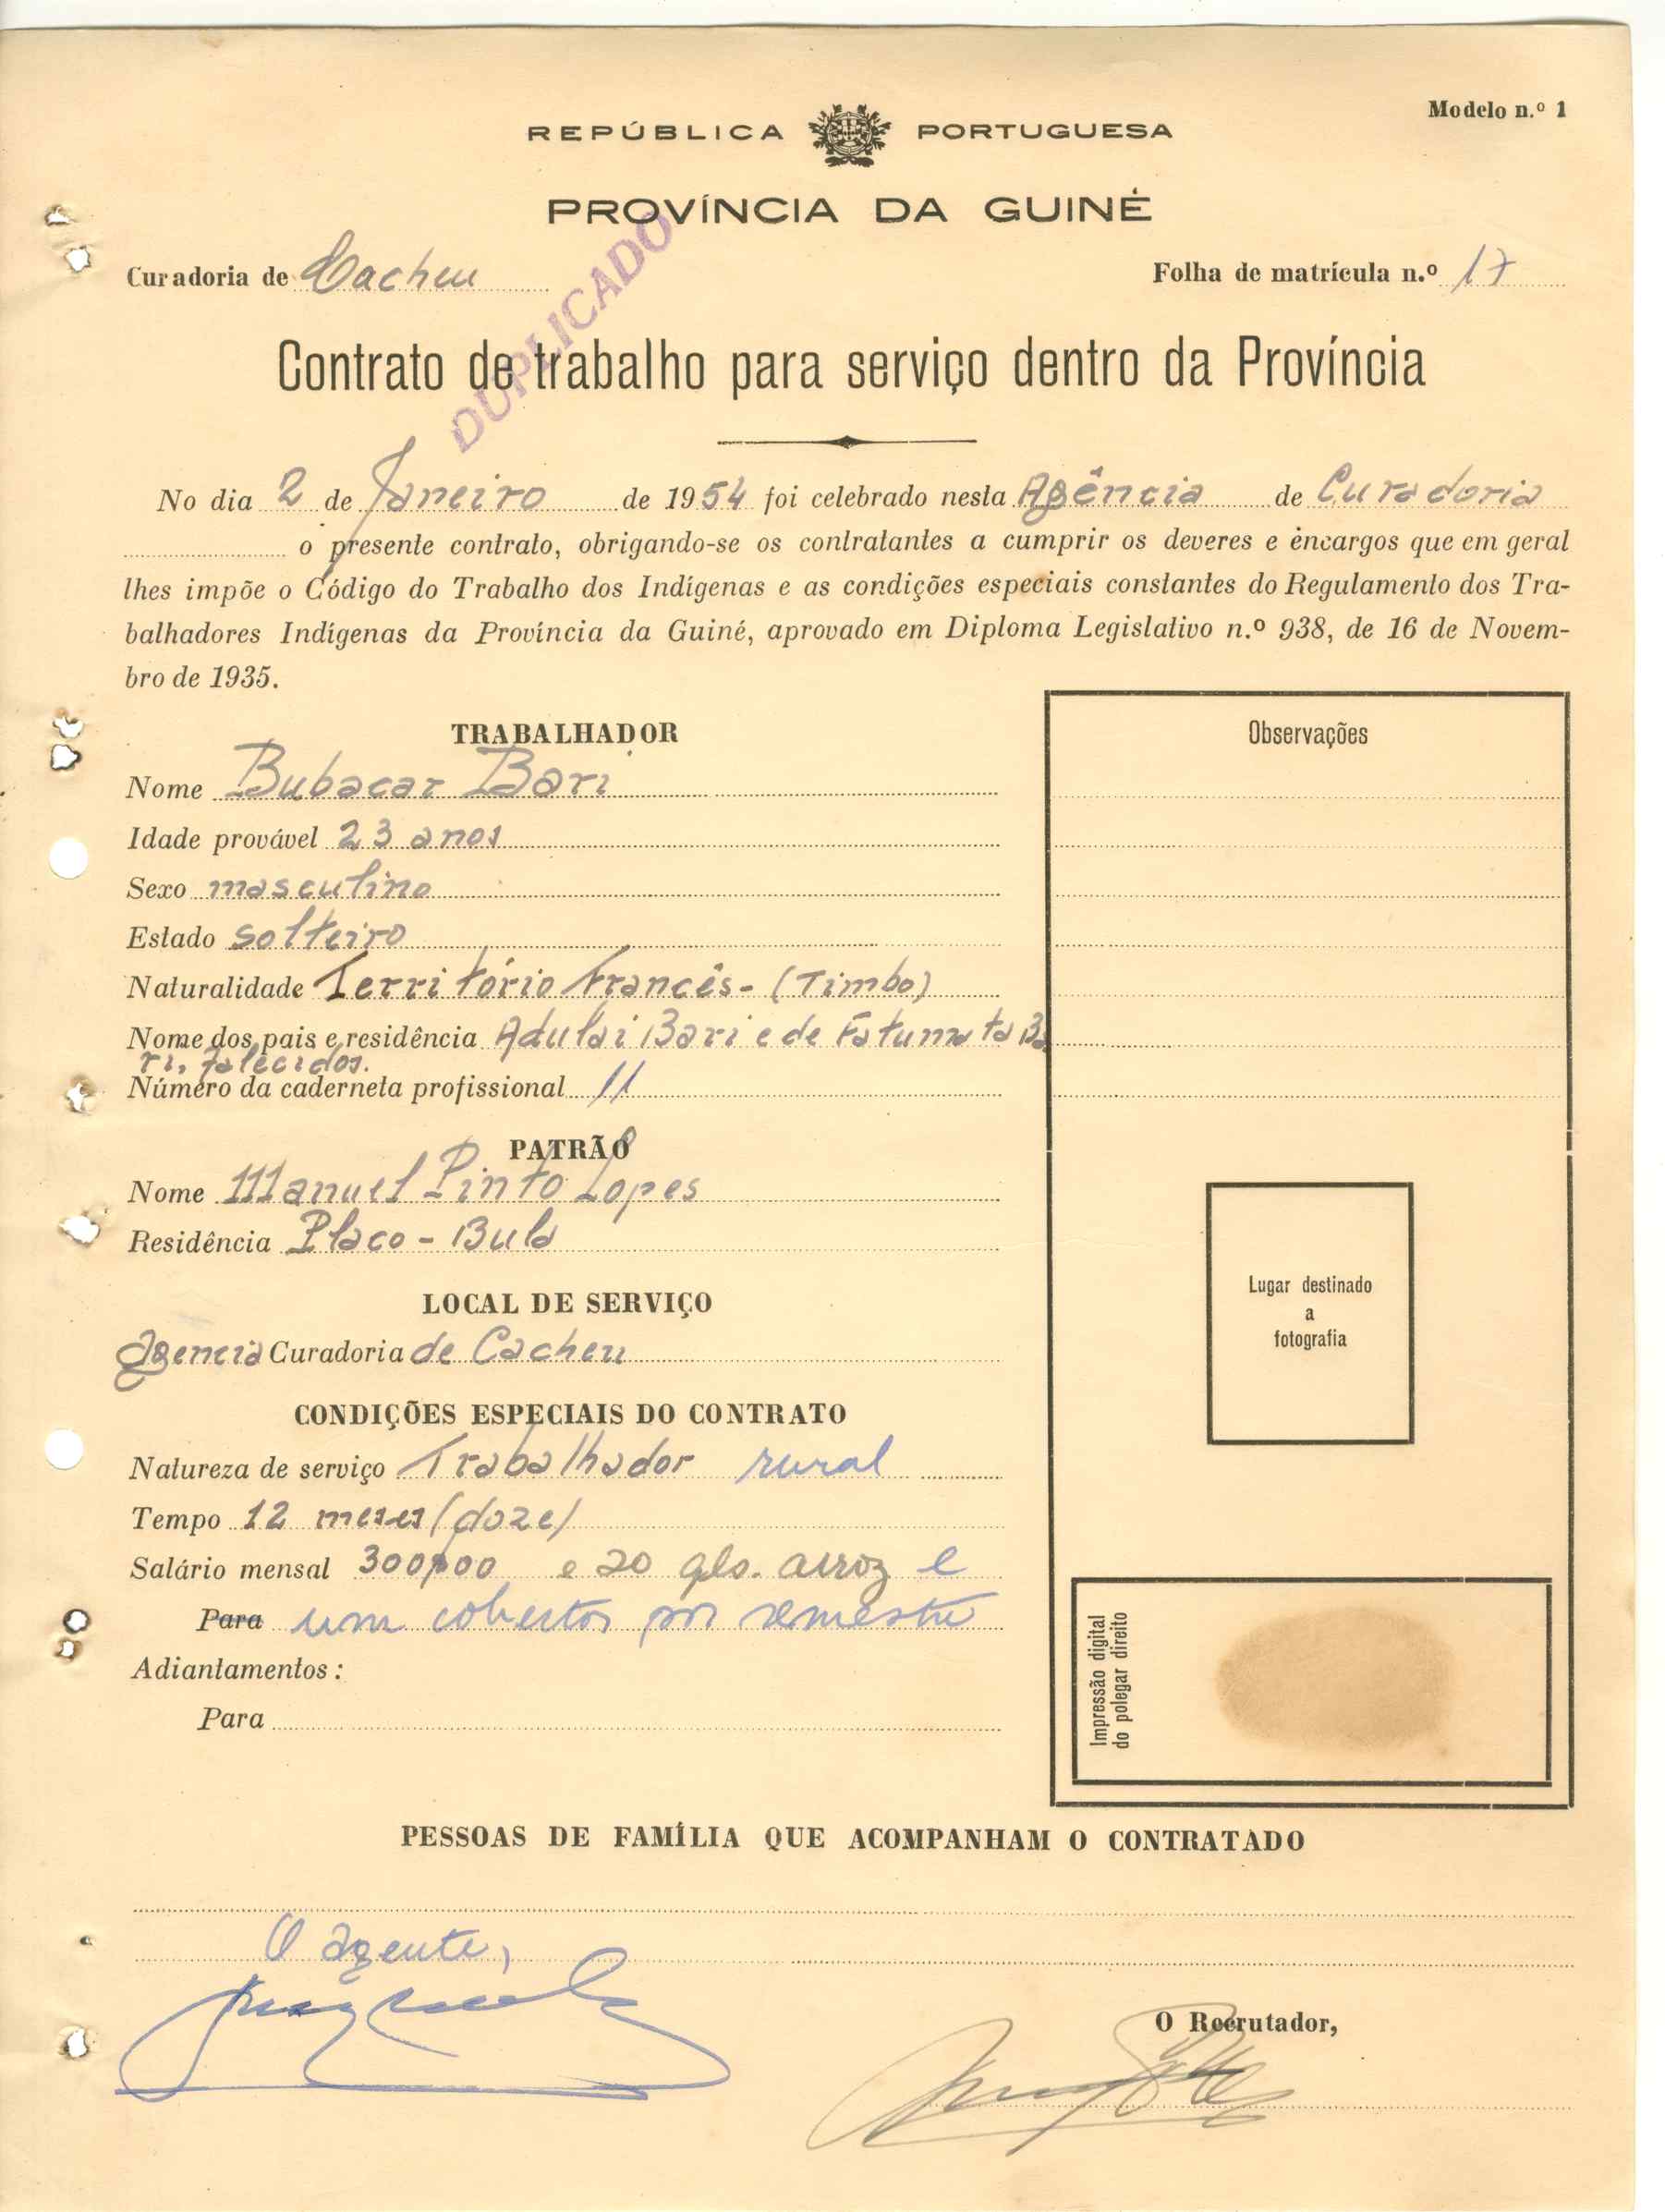 Modelo n.º 1
REPÚBLICA PORTUGUESA
PROVÍNCIA DA GUINÉ
DUPLICADO
Curadoria de Cacheu Folha de matrícula n.º 17
Contrato de trabalho para serviço dentro da Província
No dia 2 de Janeiro de 1954 foi celebrado nesta Agência de Curadoria
o presente contrato, obrigando-se os contratantes a cumprir os deveres e encargos que em geral
lhes impõe o Código do Trabalho dos Indígenas e as condições especiais constantes do Regulamento dos Tra-
balhadores Indígenas da Província da Guiné, aprovado em Diploma Legislativo n.º 938, de 16 de Novem-
bro de 1935.
TRABALHADOR
Nome Bubacar Bari
Idade provável 23 anos
Sexo masculino
Estado solteiro
Naturalidade Território Francês - (Timbo)
Nome dos pais e residência Adulai Bari e de Fatumata Ba
ri, falecidos.
Número da caderneta profissional 11
PATRÃO
Nome Manuel Pinto Lopes
Residência Placo - Bula
LOCAL DE SERVIÇO
Agencia Curadoria de Cacheu
CONDIÇÕES ESPECIAIS DO CONTRATO
Natureza de serviço Trabalhador rural
Tempo 12 meses (doze)
Salário mensal 300$00 e 20 qls. arroz e
Para um cobertor por semestre
Adiantamentos:
Para
Observações
Lugar destinado
a
fotografia
Impressão digital
do polegar direito
PESSOAS DE FAMÍLIA QUE ACOMPANHAM O CONTRATADO
O agente,
O Recrutador,